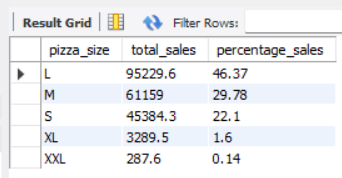 Result Grid Filter Rows:
pizza_size total_sales percentage_sales
L 95229.6 46.37
M 61159 29.78
S 45384.3 22.1
XL 3289.5 1.6
XXL 287.6 0.14